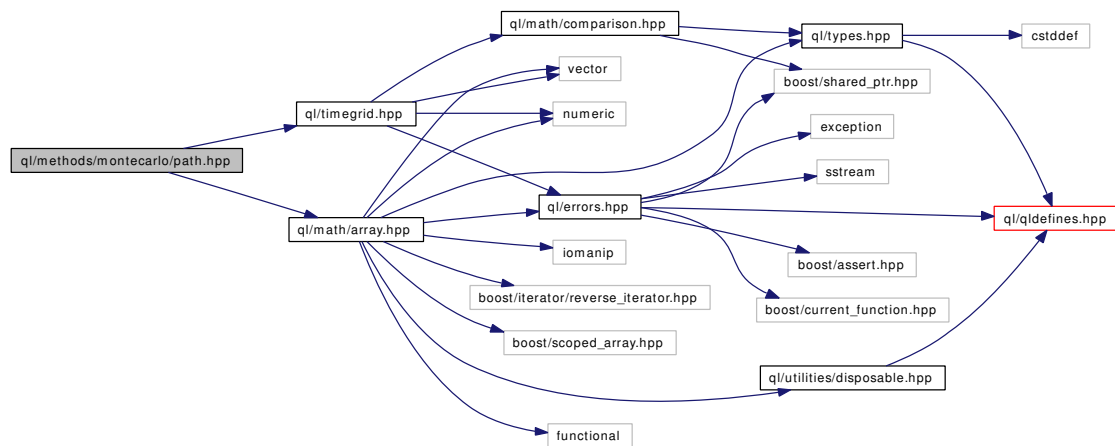 ql/math/comparison.hpp
ql/types.hpp
cstddef
vector
boost/shared_ptr.hpp
ql/timegrid.hpp
numeric
exception
ql/methods/montecarlo/path.hpp
sstream
ql/errors.hpp
ql/qldefines.hpp
ql/math/array.hpp
iomanip
boost/assert.hpp
boost/iterator/reverse_iterator.hpp
boost/current_function.hpp
boost/scoped_array.hpp
ql/utilities/disposable.hpp
functional